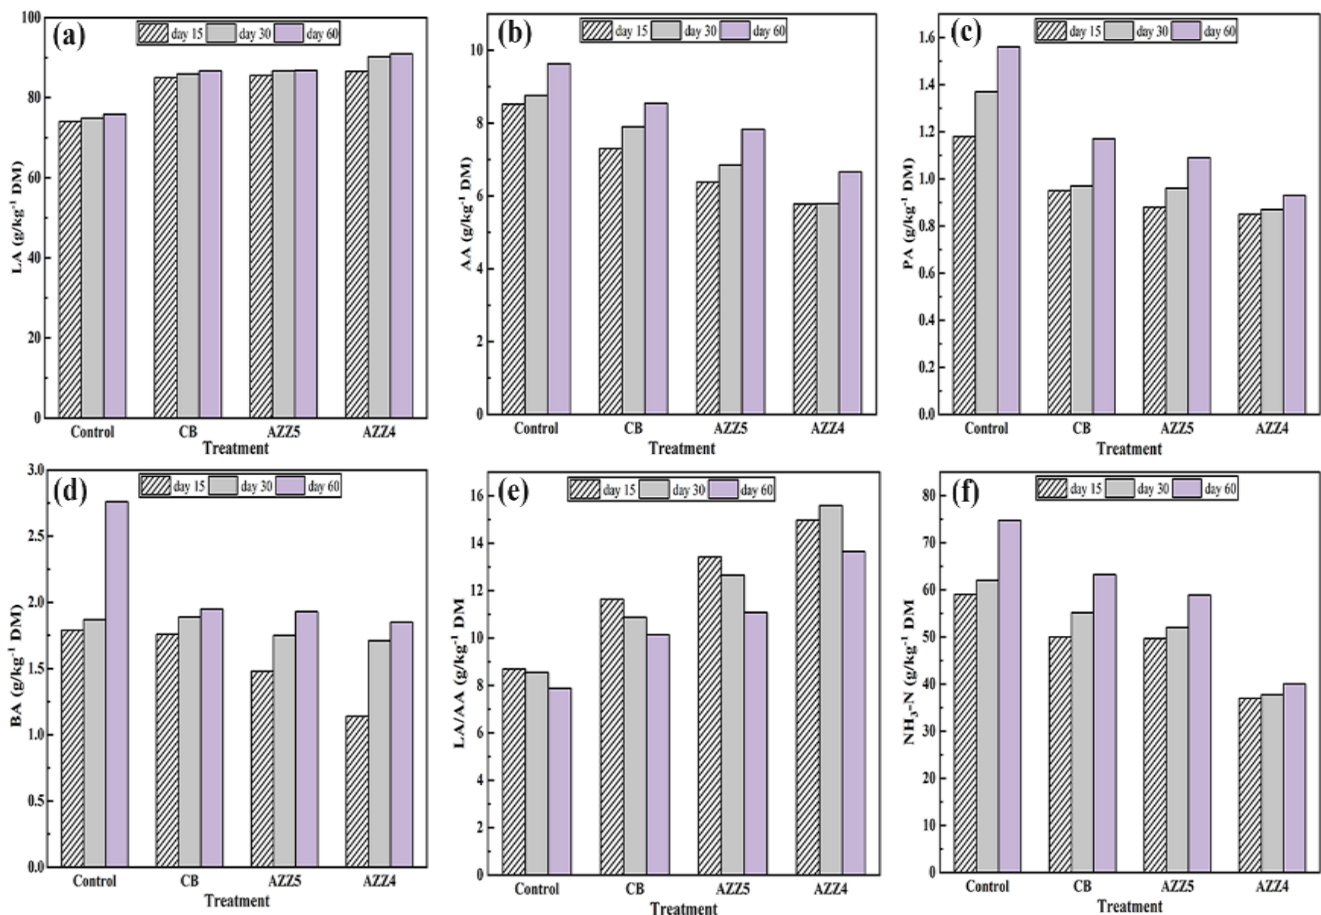 (a)
day 15 day 30 day 60
100
80
60
40
20
0
LA (g/kg⁻¹ DM)
Control CB AZZ5 AZZ4
Treatment
(b)
day 15 day 30 day 60
10
8
6
4
2
0
AA (g/kg⁻¹ DM)
Control CB AZZ5 AZZ4
Treatment
(c)
day 15 day 30 day 60
1.6
1.4
1.2
1.0
0.8
0.6
0.4
0.2
0.0
PA (g/kg⁻¹ DM)
Control CB AZZ5 AZZ4
Treatment
(d)
day 15 day 30 day 60
3.0
2.5
2.0
1.5
1.0
0.5
0.0
BA (g/kg⁻¹ DM)
Control CB AZZ5 AZZ4
Treatment
(e)
day 15 day 30 day 60
16
14
12
10
8
6
4
2
0
LA/AA (g/kg⁻¹ DM
Control CB AZZ5 AZZ4
Treatment
(f)
day 15 day 30 day 60
80
70
60
50
40
30
20
10
0
NH₃-N (g/kg⁻¹ DM)
Control CB AZZ5 AZZ4
Treatment